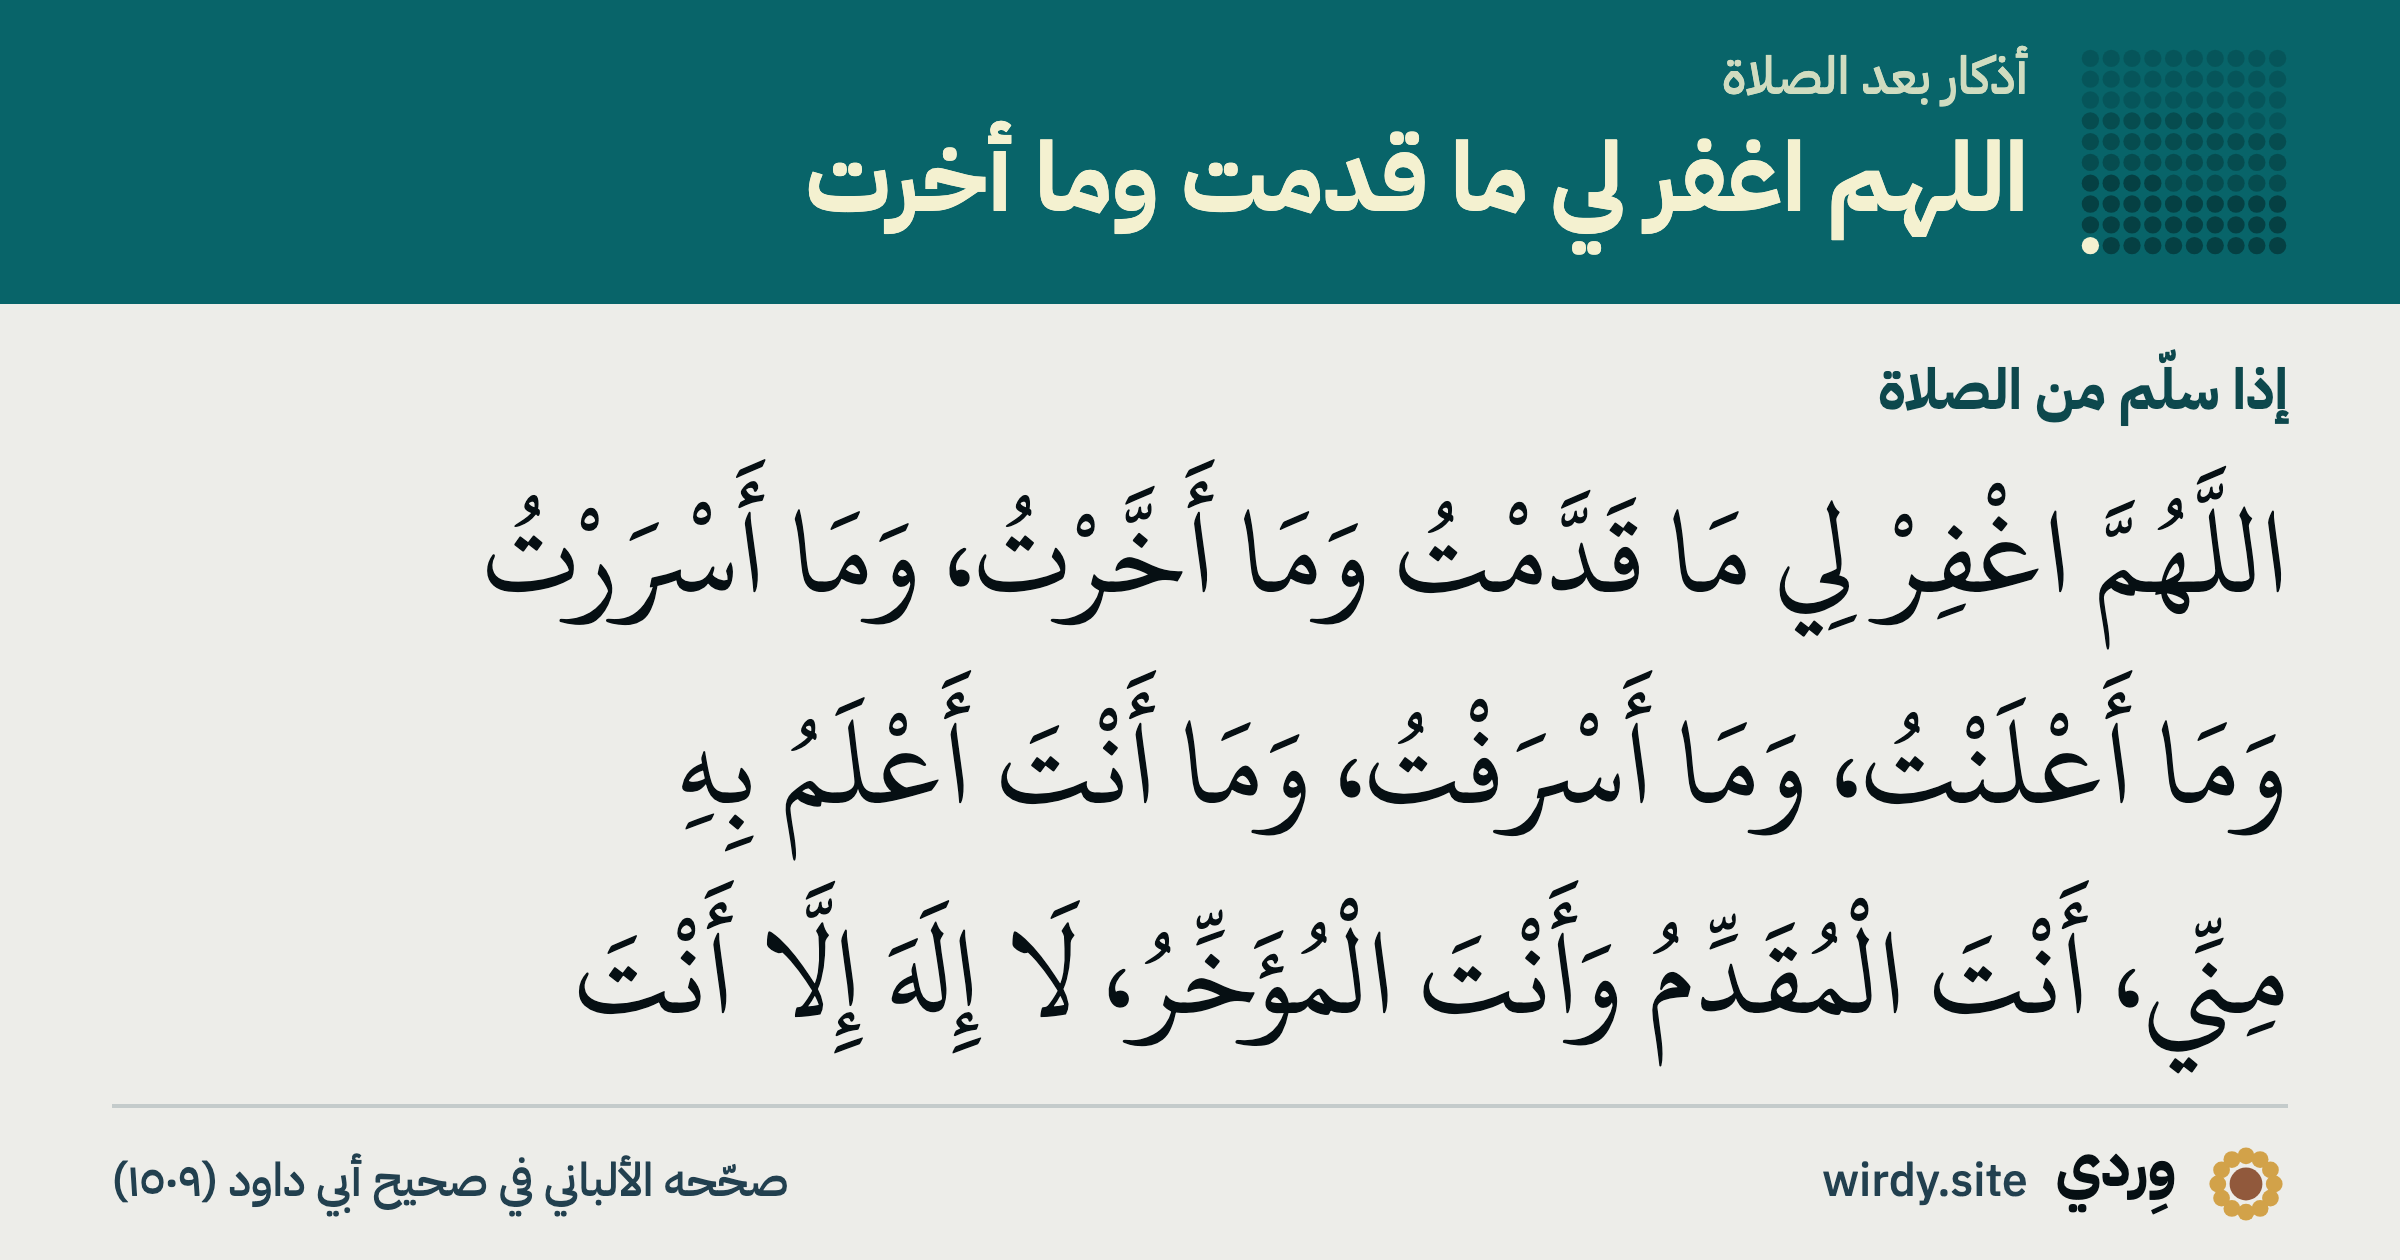 أذكار بعد الصلاة
اللهم اغفر لي ما قدمت وما أخرت
إذا سلّم من الصلاة
اللَّهُمَّ اغْفِرْ لِي مَا قَدَّمْتُ وَمَا أَخَّرْتُ، وَمَا أَسْرَرْتُ
وَمَا أَعْلَنْتُ، وَمَا أَسْرَفْتُ، وَمَا أَنْتَ أَعْلَمُ بِهِ
مِنِّي، أَنْتَ الْمُقَدِّمُ وَأَنْتَ الْمُؤَخِّرُ، لَا إِلَهَ إِلَّا أَنْتَ
وِردي wirdy.site
صحّحه الألباني في صحيح أبي داود (١٥٠٩)